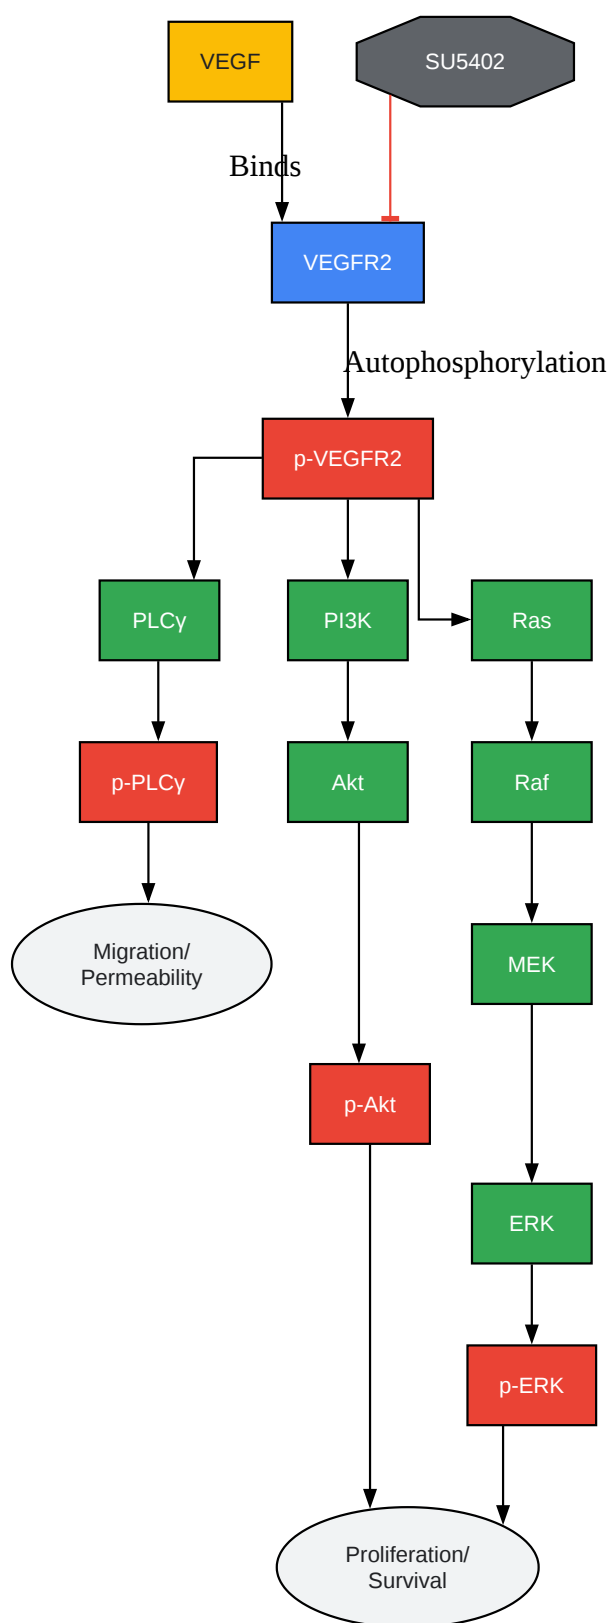 VEGF
SU5402
Binds
VEGFR2
Autophosphorylation
p-VEGFR2
PLCγ
PI3K
Ras
p-PLCγ
Akt
Raf
Migration/
Permeability
MEK
p-Akt
ERK
p-ERK
Proliferation/
Survival